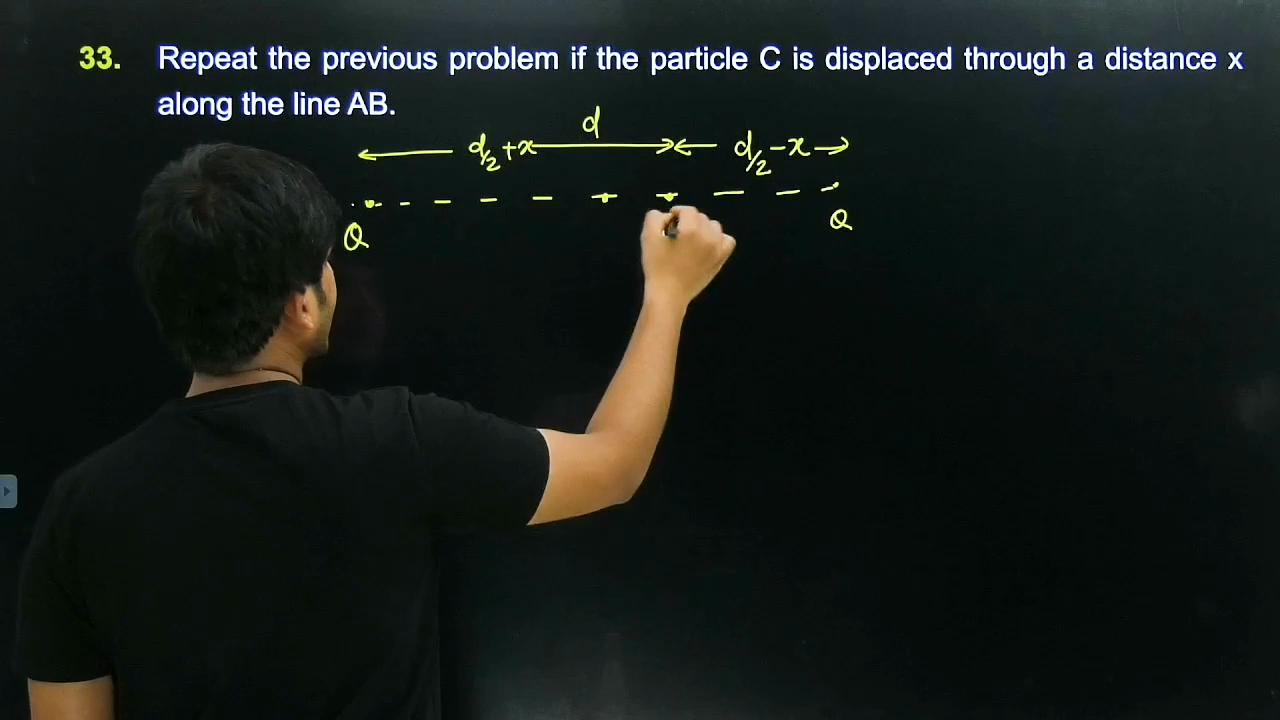 33. Repeat the previous problem if the particle C is displaced through a distance x
along the line AB.
d
d/2+x d/2-x
Q Q